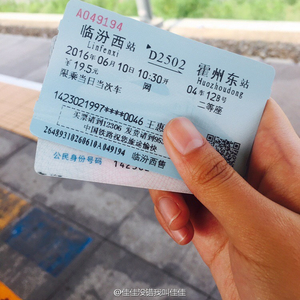 A049194
临汾西站 D2502 霍州东站
Linfenxi Huozhoudong
2016年06月10日10:30开 04车12B号
¥19.5元 网 二等座
限乘当日当次车
1423021997****0046 王惠
买票请到12306 发货请到95
中国铁路祝您旅途愉快
26489310260610A049194 临汾西售
公民身份号码 1423
@佳佳没错我叫佳佳